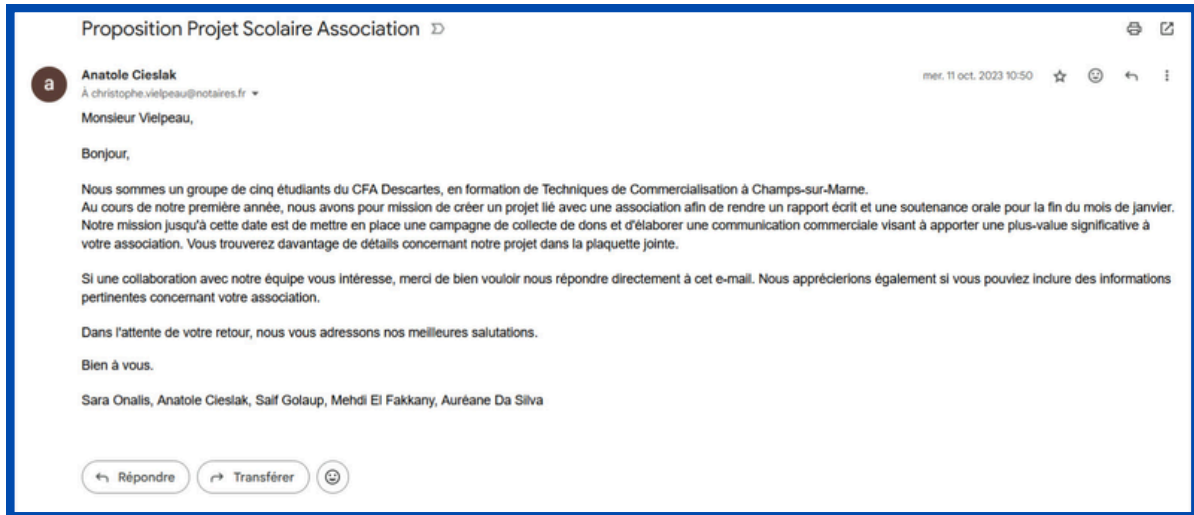 Proposition Projet Scolaire Association
a
Anatole Cieslak
mer. 11 oct. 2023 10:50
À christophe.vielpeau@notaires.fr
Monsieur Vielpeau,
Bonjour,
Nous sommes un groupe de cinq étudiants du CFA Descartes, en formation de Techniques de Commercialisation à Champs-sur-Marne.
Au cours de notre première année, nous avons pour mission de créer un projet lié avec une association afin de rendre un rapport écrit et une soutenance orale pour la fin du mois de janvier.
Notre mission jusqu'à cette date est de mettre en place une campagne de collecte de dons et d'élaborer une communication commerciale visant à apporter une plus-value significative à
votre association. Vous trouverez davantage de détails concernant notre projet dans la plaquette jointe.
Si une collaboration avec notre équipe vous intéresse, merci de bien vouloir nous répondre directement à cet e-mail. Nous apprécierions également si vous pouviez inclure des informations
pertinentes concernant votre association.
Dans l'attente de votre retour, nous vous adressons nos meilleures salutations.
Bien à vous.
Sara Onalis, Anatole Cieslak, Saif Golaup, Mehdi El Fakkany, Auréane Da Silva
Répondre
Transférer